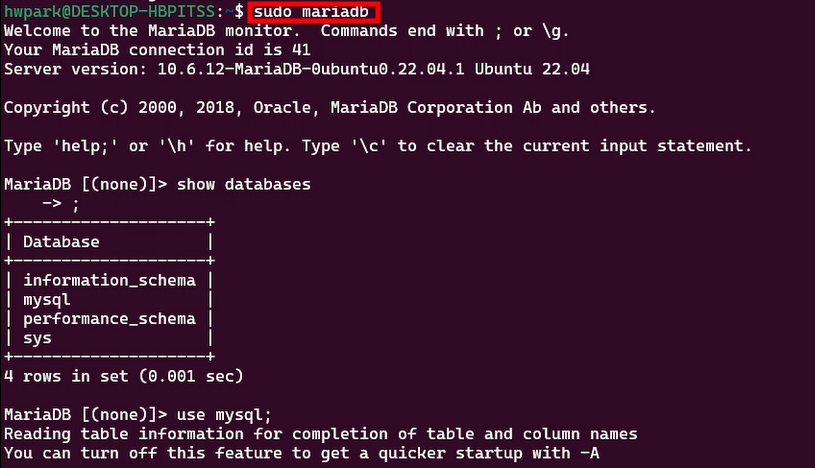 hwpark@DESKTOP-HBPITSS:~$ sudo mariadb
Welcome to the MariaDB monitor.  Commands end with ; or \g.
Your MariaDB connection id is 41
Server version: 10.6.12-MariaDB-0ubuntu0.22.04.1 Ubuntu 22.04

Copyright (c) 2000, 2018, Oracle, MariaDB Corporation Ab and others.

Type 'help;' or '\h' for help. Type '\c' to clear the current input statement.

MariaDB [(none)]> show databases
    -> ;
+--------------------+
| Database           |
+--------------------+
| information_schema |
| mysql              |
| performance_schema |
| sys                |
+--------------------+
4 rows in set (0.001 sec)

MariaDB [(none)]> use mysql;
Reading table information for completion of table and column names
You can turn off this feature to get a quicker startup with -A